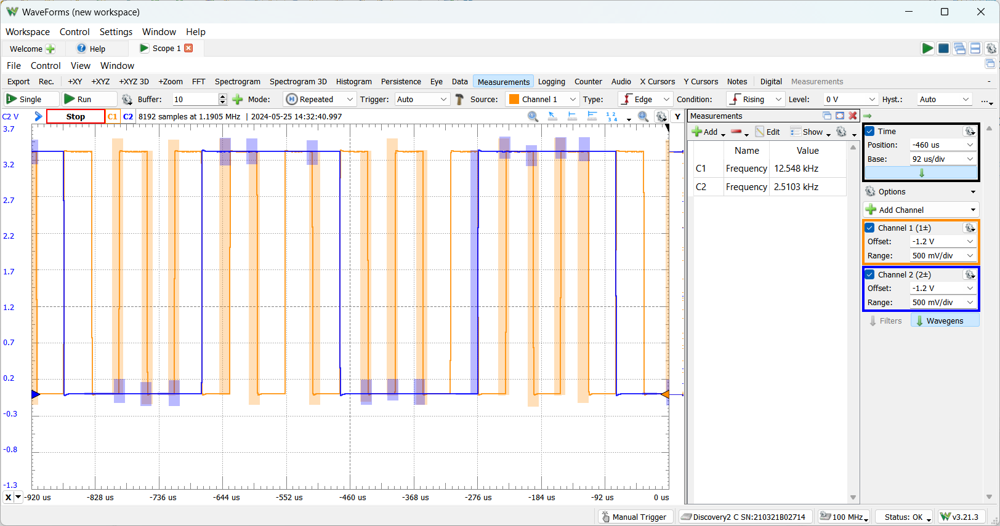 WaveForms (new workspace)
Workspace Control Settings Window Help
Welcome Help Scope 1
File Control View Window
Export Rec. +XY +XYZ +XYZ 3D +Zoom FFT Spectrogram Spectrogram 3D Histogram Persistence Eye Data Measurements Logging Counter Audio X Cursors Y Cursors Notes Digital Measurements -
Single Run Buffer: 10 Mode: Repeated Trigger: Auto Source: Channel 1 Type: Edge Condition: Rising Level: 0 V Hyst.: Auto ...
C2 V Stop C1 C2 8192 samples at 1.1905 MHz | 2024-05-25 14:32:40.997 Y
3.7
3.2
2.7
2.2
1.7
1.2
0.7
0.2
-0.3
-0.8
-1.3
X -920 us -828 us -736 us -644 us -552 us -460 us -368 us -276 us -184 us -92 us 0 us
Measurements
Add Edit Show
Name Value
C1 Frequency 12.548 kHz
C2 Frequency 2.5103 kHz
Time
Position: -460 us
Base: 92 us/div
Options
Add Channel
Channel 1 (1±)
Offset: -1.2 V
Range: 500 mV/div
Channel 2 (2±)
Offset: -1.2 V
Range: 500 mV/div
Filters Wavegens
Manual Trigger Discovery2 C SN:210321B02714 100 MHz Status: OK v3.21.3